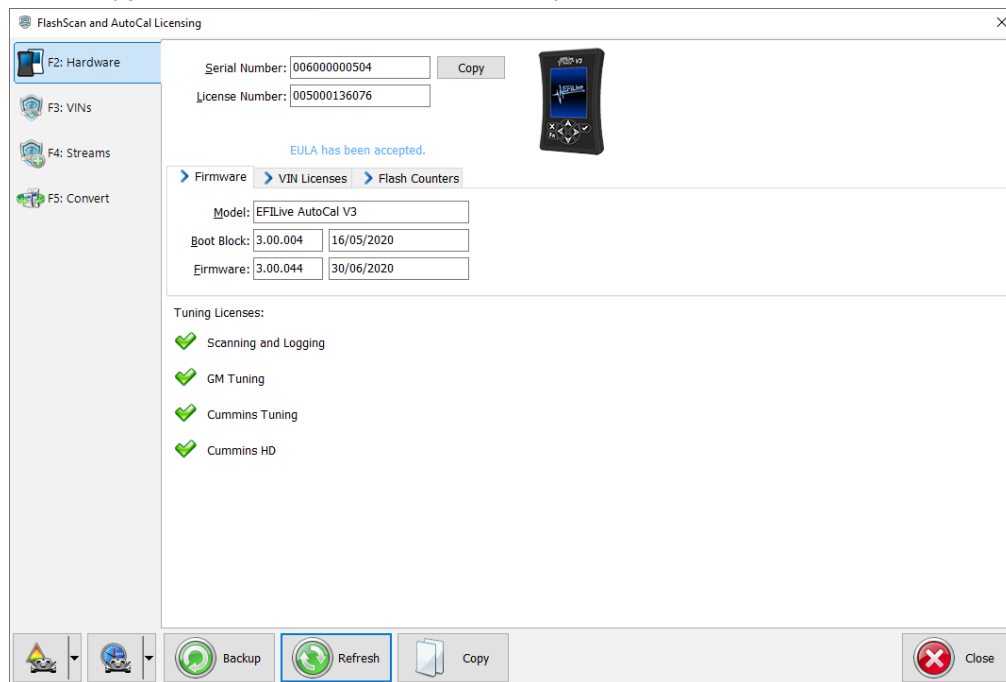 FlashScan and AutoCal Licensing
F2: Hardware
F3: VINs
F4: Streams
F5: Convert
Serial Number: 006000000504 Copy
License Number: 005000136076
EULA has been accepted.
Firmware VIN Licenses Flash Counters
Model: EFILive AutoCal V3
Boot Block: 3.00.004 16/05/2020
Firmware: 3.00.044 30/06/2020
Tuning Licenses:
Scanning and Logging
GM Tuning
Cummins Tuning
Cummins HD
Backup Refresh Copy Close